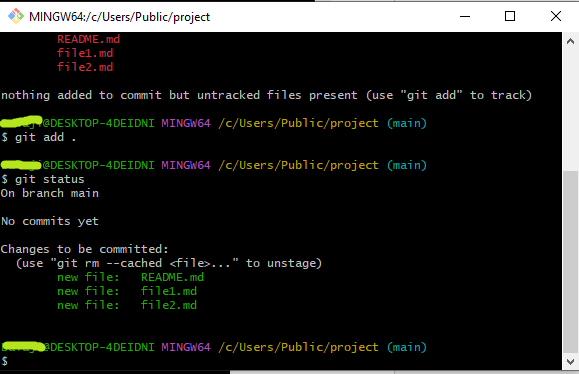 MINGW64:/c/Users/Public/project
README.md
file1.md
file2.md
nothing added to commit but untracked files present (use "git add" to track)
@DESKTOP-4DEIDNI MINGW64 /c/Users/Public/project (main)
$ git add .
@DESKTOP-4DEIDNI MINGW64 /c/Users/Public/project (main)
$ git status
On branch main
No commits yet
Changes to be committed:
(use "git rm --cached <file>..." to unstage)
new file: README.md
new file: file1.md
new file: file2.md
@DESKTOP-4DEIDNI MINGW64 /c/Users/Public/project (main)
$